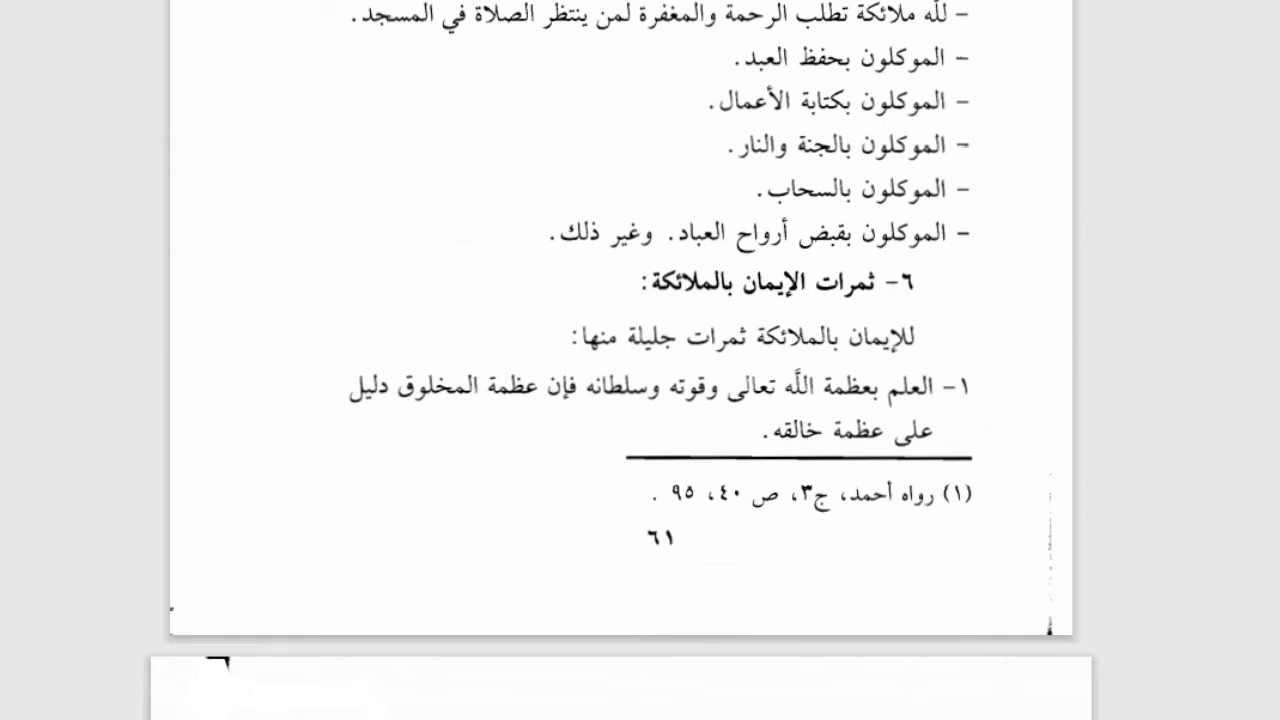 – للَّه ملائكة تطلب الرحمة والمغفرة لمن ينتظر الصلاة في المسجد.
– الموكلون بحفظ العبد.
– الموكلون بكتابة الأعمال.
– الموكلون بالجنة والنار.
– الموكلون بالسحاب.
– الموكلون بقبض أرواح العباد. وغير ذلك.
٦- ثمرات الإيمان بالملائكة:
للإيمان بالملائكة ثمرات جليلة منها:
١- العلم بعظمة اللَّه تعالى وقوته وسلطانه فإن عظمة المخلوق دليل
على عظمة خالقه.
(١) رواه أحمد، ج٣، ص ٤٠، ٩٥ .
٦١